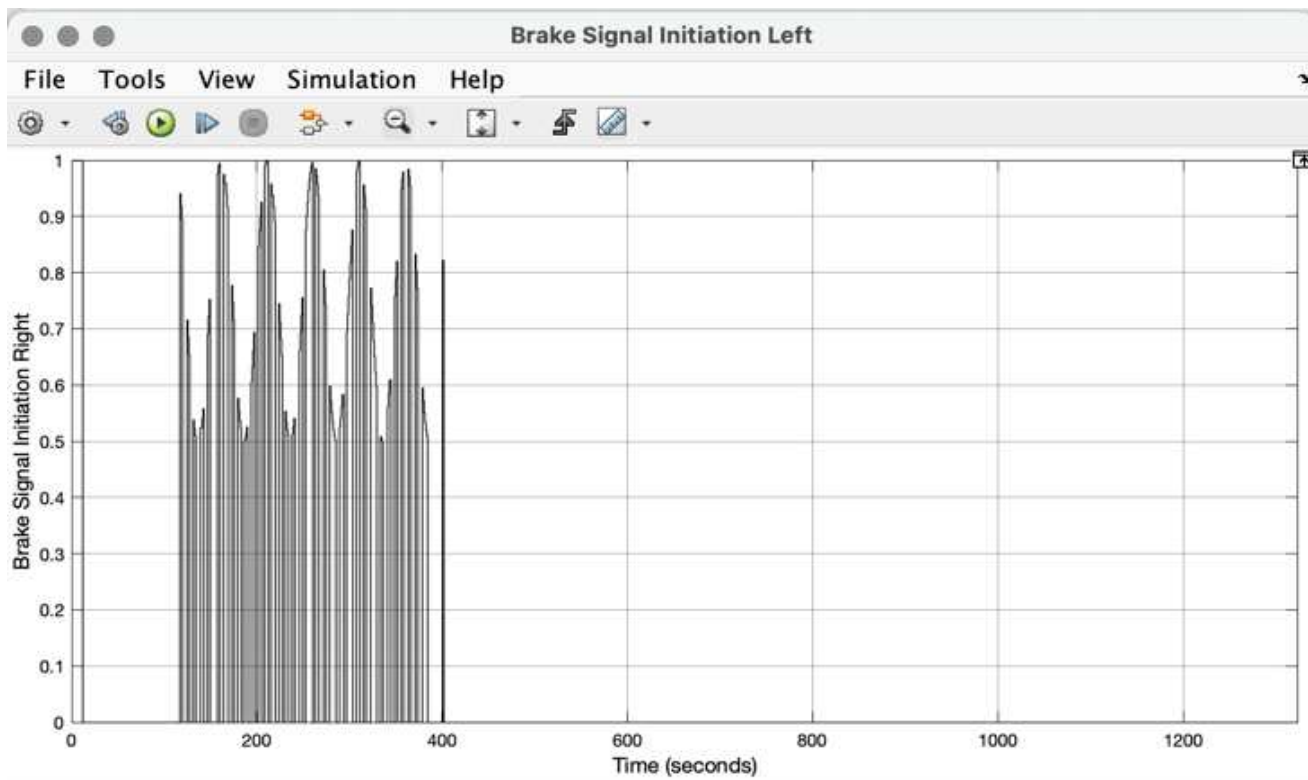 Brake Signal Initiation Left
File Tools View Simulation Help
1
0.9
0.8
0.7
0.6
0.5
0.4
0.3
0.2
0.1
0
Brake Signal Initiation Right
0 200 400 600 800 1000 1200
Time (seconds)